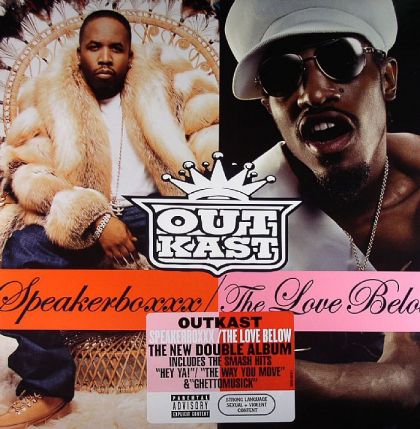 OUT
KAST
Speakerboxxx/The Love Below
OUTKAST
SPEAKERBOXXX/THE LOVE BELOW
THE NEW DOUBLE ALBUM
INCLUDES THE SMASH HITS
"HEY YA!"/ "THE WAY YOU MOVE"
&"GHETTOMUSICK"
PARENTAL
ADVISORY
EXPLICIT CONTENT
STRONG LANGUAGE
SEXUAL + VIOLENT
CONTENT